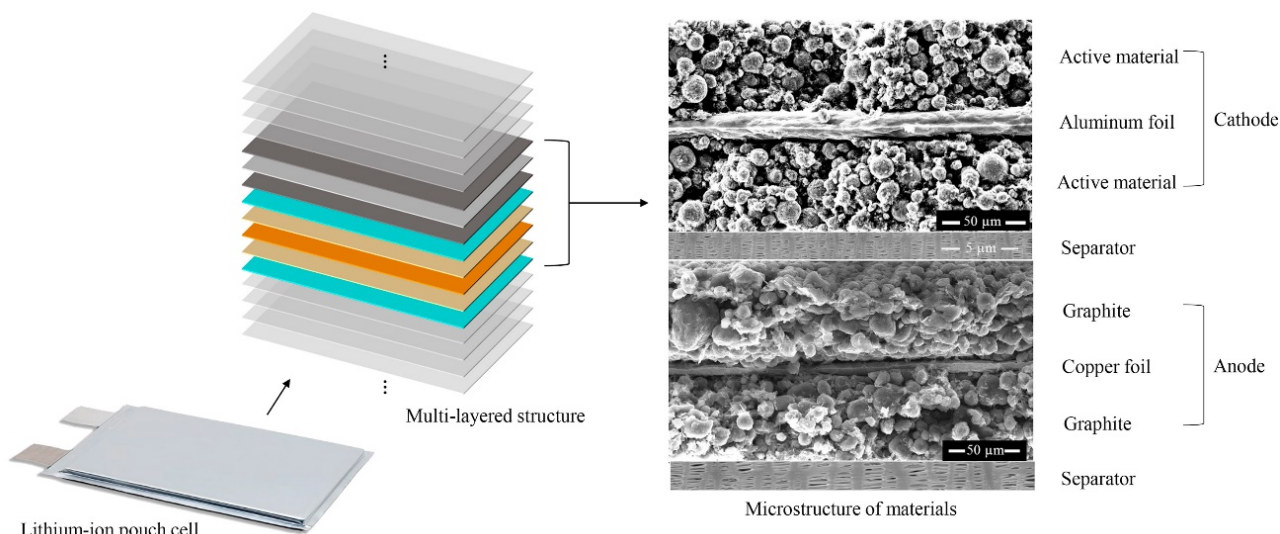 Active material
Aluminum foil
Cathode
Active material
50 µm
5 µm
Separator
Graphite
Copper foil
Anode
Graphite
50 µm
Separator
Multi-layered structure
Microstructure of materials
Lithium-ion pouch cell